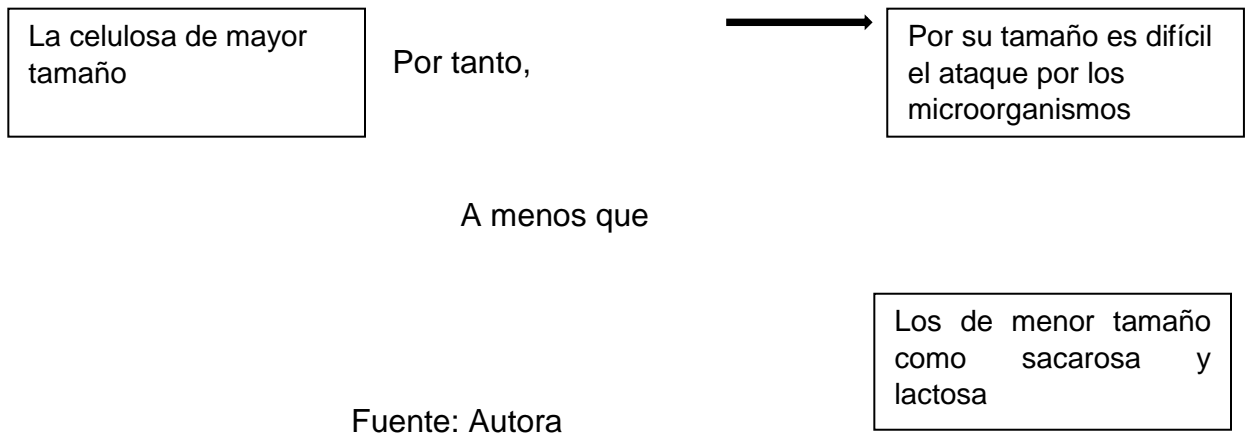 La celulosa de mayor
tamaño
Por tanto,
Por su tamaño es difícil
el ataque por los
microorganismos
A menos que
Los de menor tamaño
como sacarosa y
lactosa
Fuente: Autora